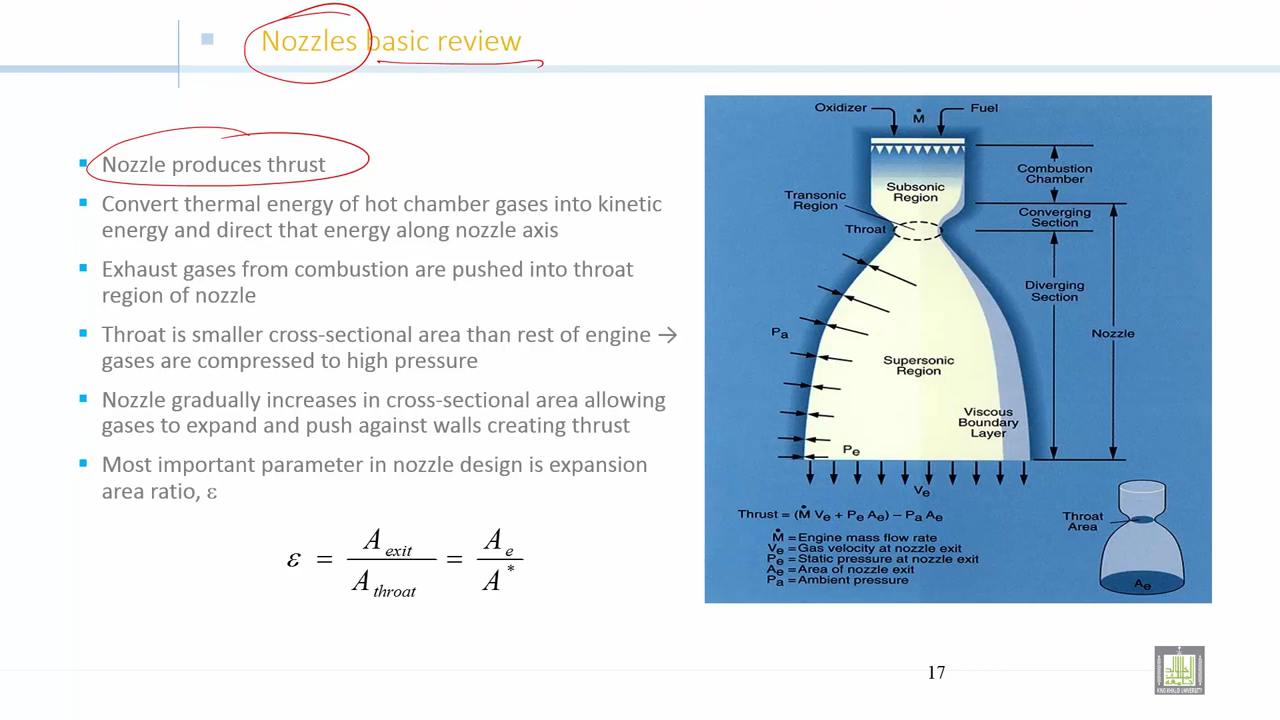 Nozzles basic review
Nozzle produces thrust
Convert thermal energy of hot chamber gases into kinetic
energy and direct that energy along nozzle axis
Exhaust gases from combustion are pushed into throat
region of nozzle
Throat is smaller cross-sectional area than rest of engine →
gases are compressed to high pressure
Nozzle gradually increases in cross-sectional area allowing
gases to expand and push against walls creating thrust
Most important parameter in nozzle design is expansion
area ratio, ε
ε = A_exit / A_throat = A_e / A^*
Oxidizer
Ṁ
Fuel
Combustion
Chamber
Subsonic
Region
Transonic
Region
Converging
Section
Throat
Diverging
Section
Pa
Nozzle
Supersonic
Region
Viscous
Boundary
Layer
Pe
Ve
Thrust = (Ṁ Ve + Pe Ae) – Pa Ae
Ṁ = Engine mass flow rate
Ve = Gas velocity at nozzle exit
Pe = Static pressure at nozzle exit
Ae = Area of nozzle exit
Pa = Ambient pressure
Throat
Area
Ae
17
KING KHALID UNIVERSITY